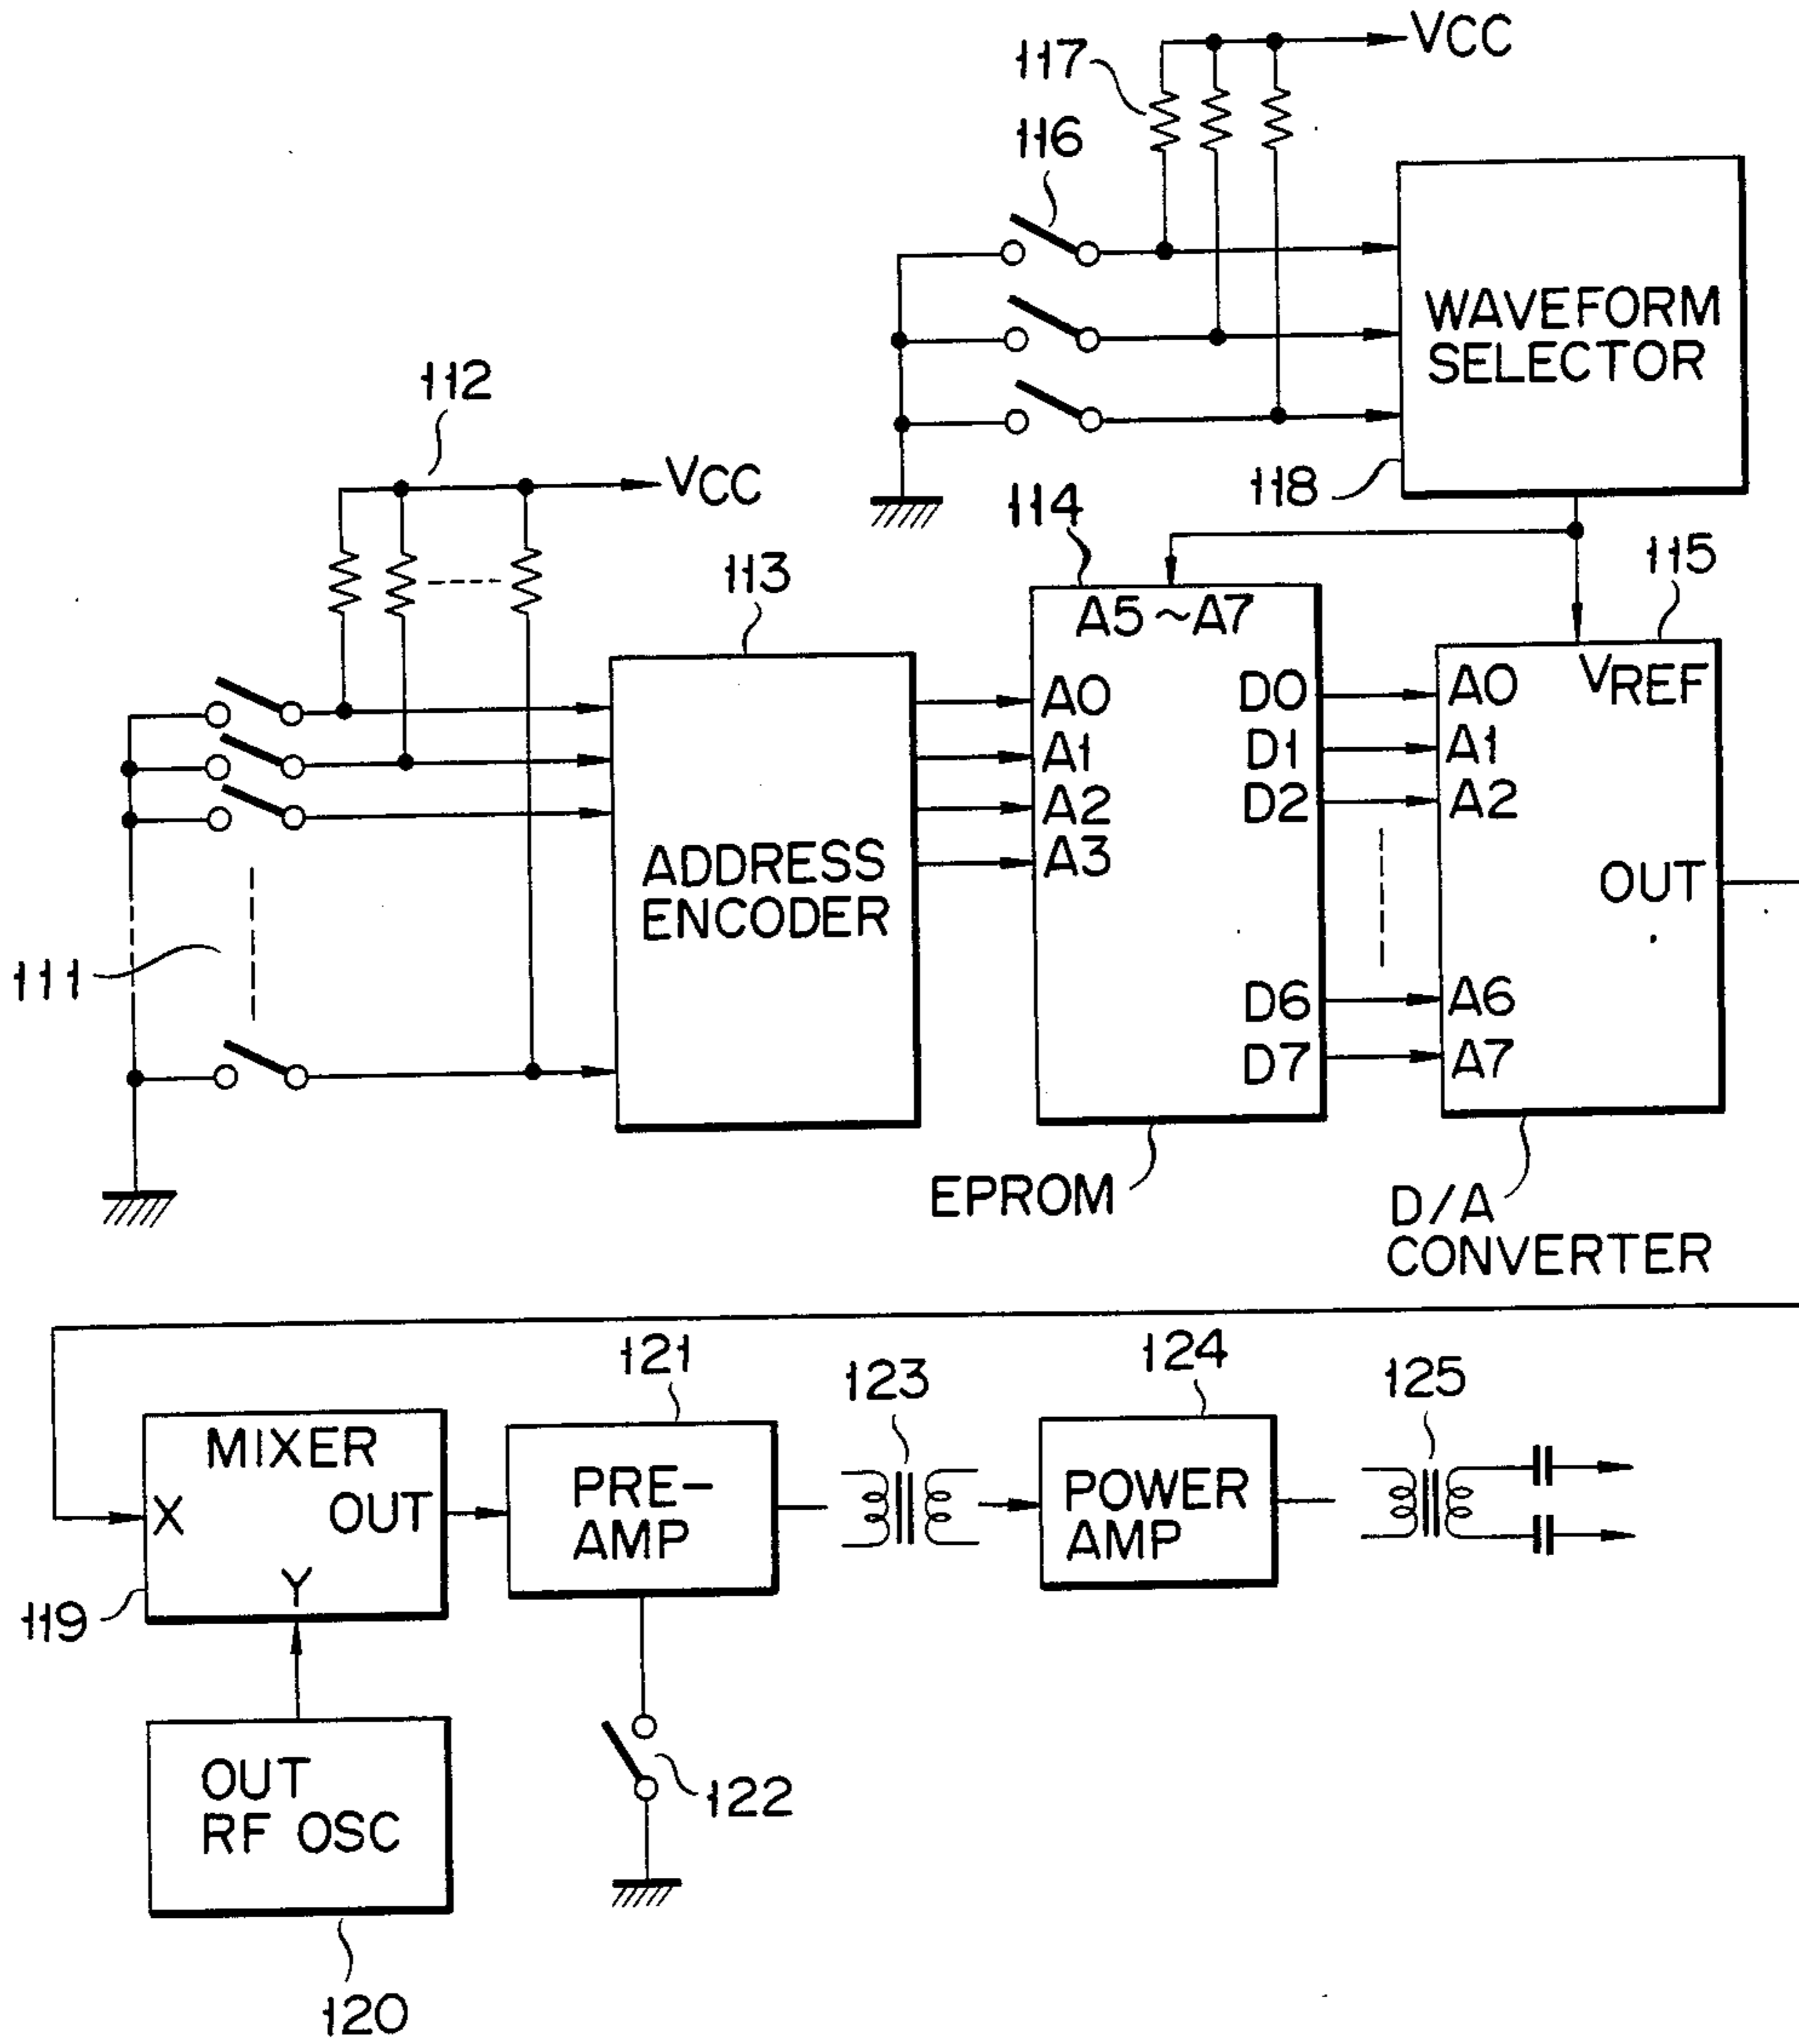 VCC
117
116
WAVEFORM
SELECTOR
118
112
VCC
114
115
113
A5~A7
VREF
A0
A1
A2
A3
D0
D1
D2
D6
D7
A0
A1
A2
OUT
A6
A7
ADDRESS
ENCODER
111
EPROM
D/A
CONVERTER
121
123
124
125
MIXER
X
OUT
Y
119
PRE-
AMP
POWER
AMP
122
OUT
RF OSC
120